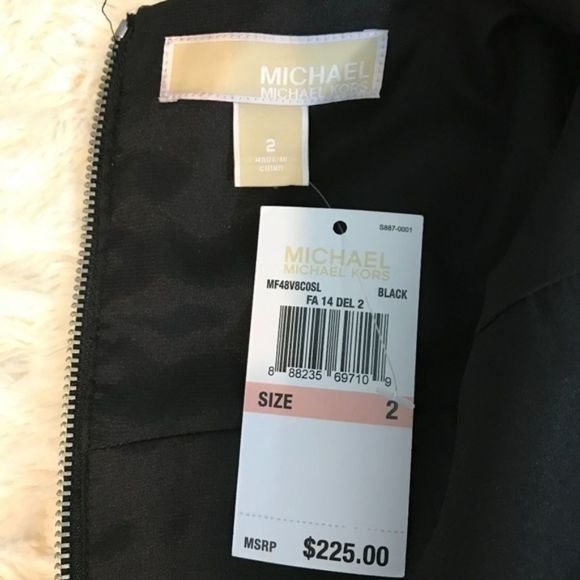 MICHAEL
MICHAEL KORS
2
MADE IN
CHINA
S887-0001
MICHAEL
MICHAEL KORS
MF48V8C0SL BLACK
FA 14 DEL 2
8 88235 69710 9
SIZE 2
MSRP $225.00